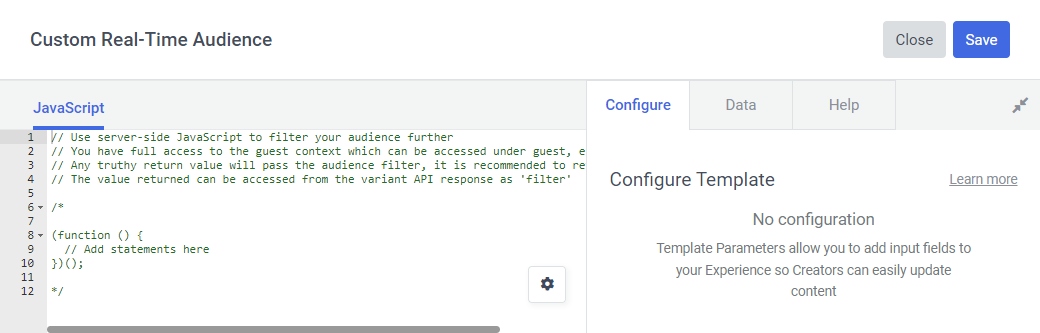 Custom Real-Time Audience
Close
Save
JavaScript
Configure
Data
Help
1 // Use server-side JavaScript to filter your audience further
2 // You have full access to the guest context which can be accessed under guest, e
3 // Any truthy return value will pass the audience filter, it is recommended to re
4 // The value returned can be accessed from the variant API response as 'filter'
5
6 /*
7
8 (function () {
9 // Add statements here
10 })();
11
12 */
Configure Template
Learn more
No configuration
Template Parameters allow you to add input fields to
your Experience so Creators can easily update
content